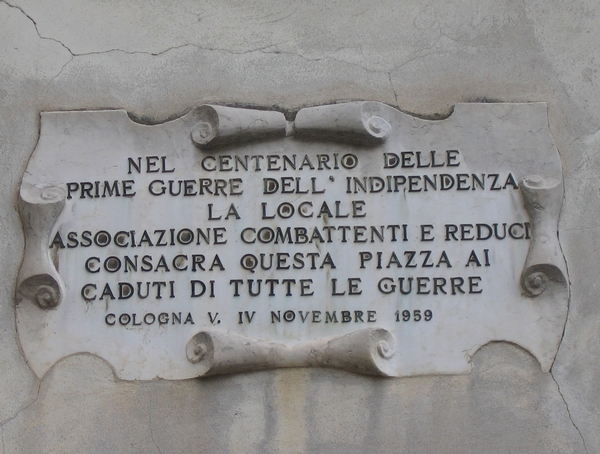 NEL CENTENARIO DELLE
PRIME GUERRE DELL' INDIPENDENZA
LA LOCALE
ASSOCIAZIONE COMBATTENTI E REDUCI
CONSACRA QUESTA PIAZZA AI
CADUTI DI TUTTE LE GUERRE
COLOGNA V. IV NOVEMBRE 1959